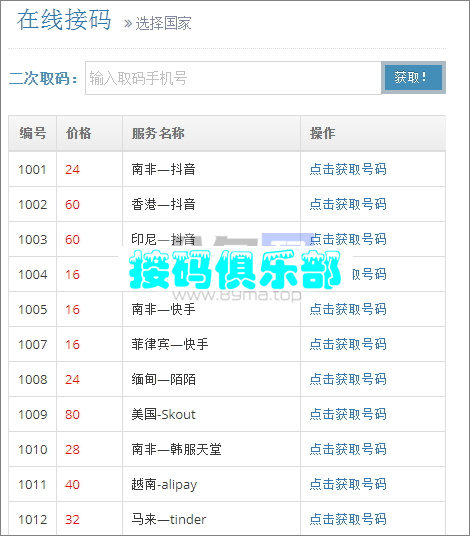 在线接码 » 选择国家
二次取码： 输入取码手机号 获取！
编号 价格 服务名称 操作
1001 24 南非—抖音 点击获取号码
1002 60 香港—抖音 点击获取号码
1003 60 印尼—抖音 点击获取号码
接码俱乐部
1004 16 取号码
www.89ma.top
1005 16 南非—快手 点击获取号码
1007 16 菲律宾—快手 点击获取号码
1008 24 缅甸—陌陌 点击获取号码
1009 80 美国-Skout 点击获取号码
1010 28 南非—韩服天堂 点击获取号码
1011 40 越南-alipay 点击获取号码
1012 32 马来—tinder 点击获取号码